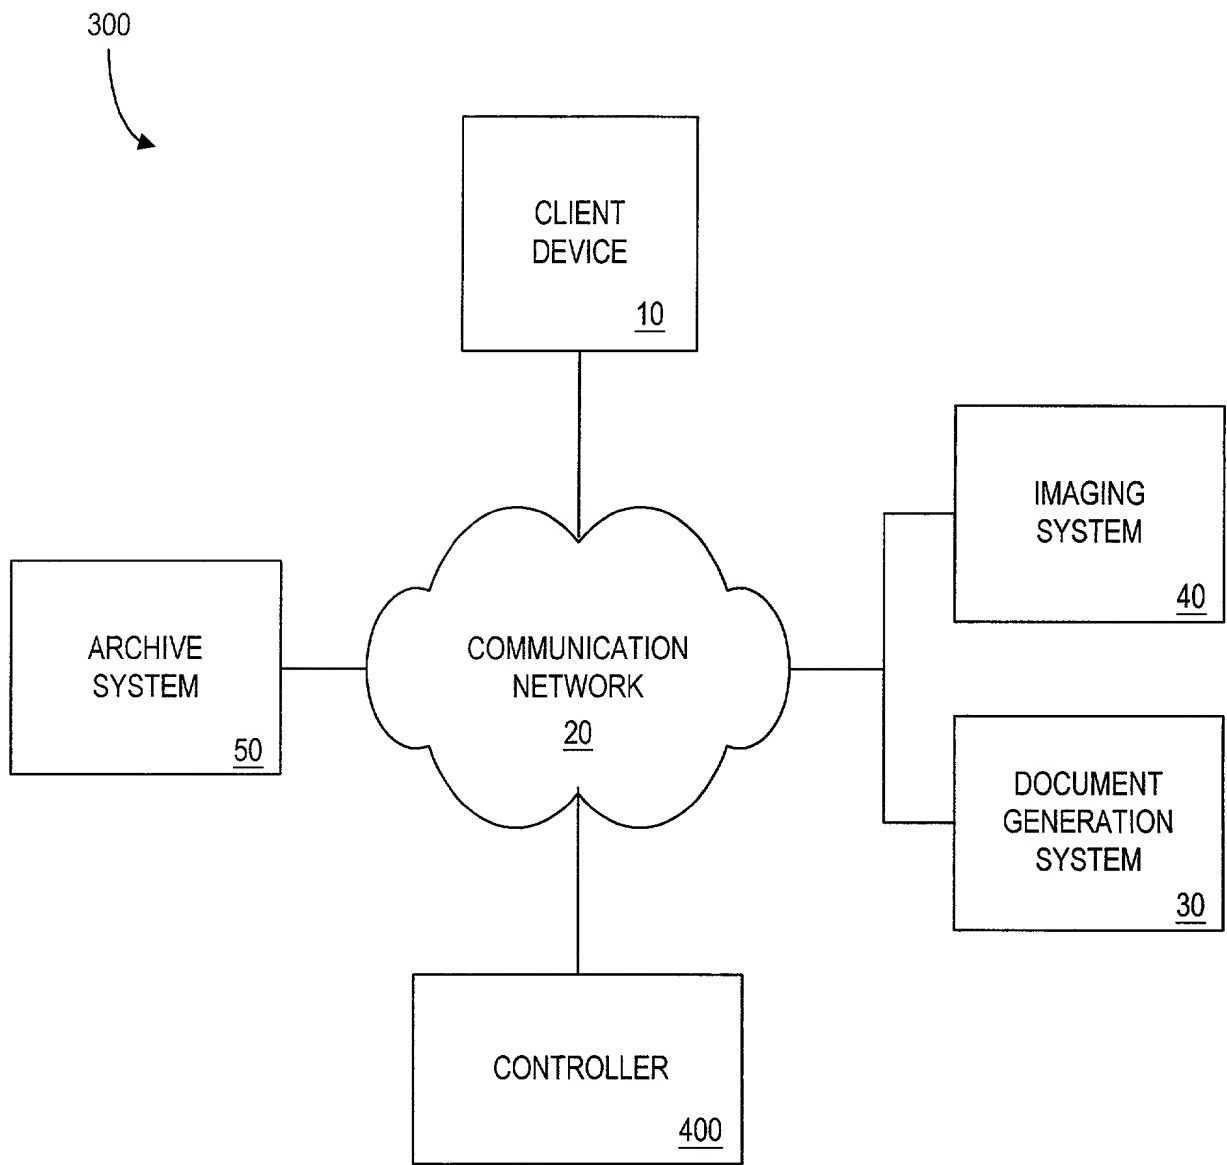 300
CLIENT
DEVICE
10
IMAGING
SYSTEM
40
ARCHIVE
SYSTEM
50
COMMUNICATION
NETWORK
20
DOCUMENT
GENERATION
SYSTEM
30
CONTROLLER
400